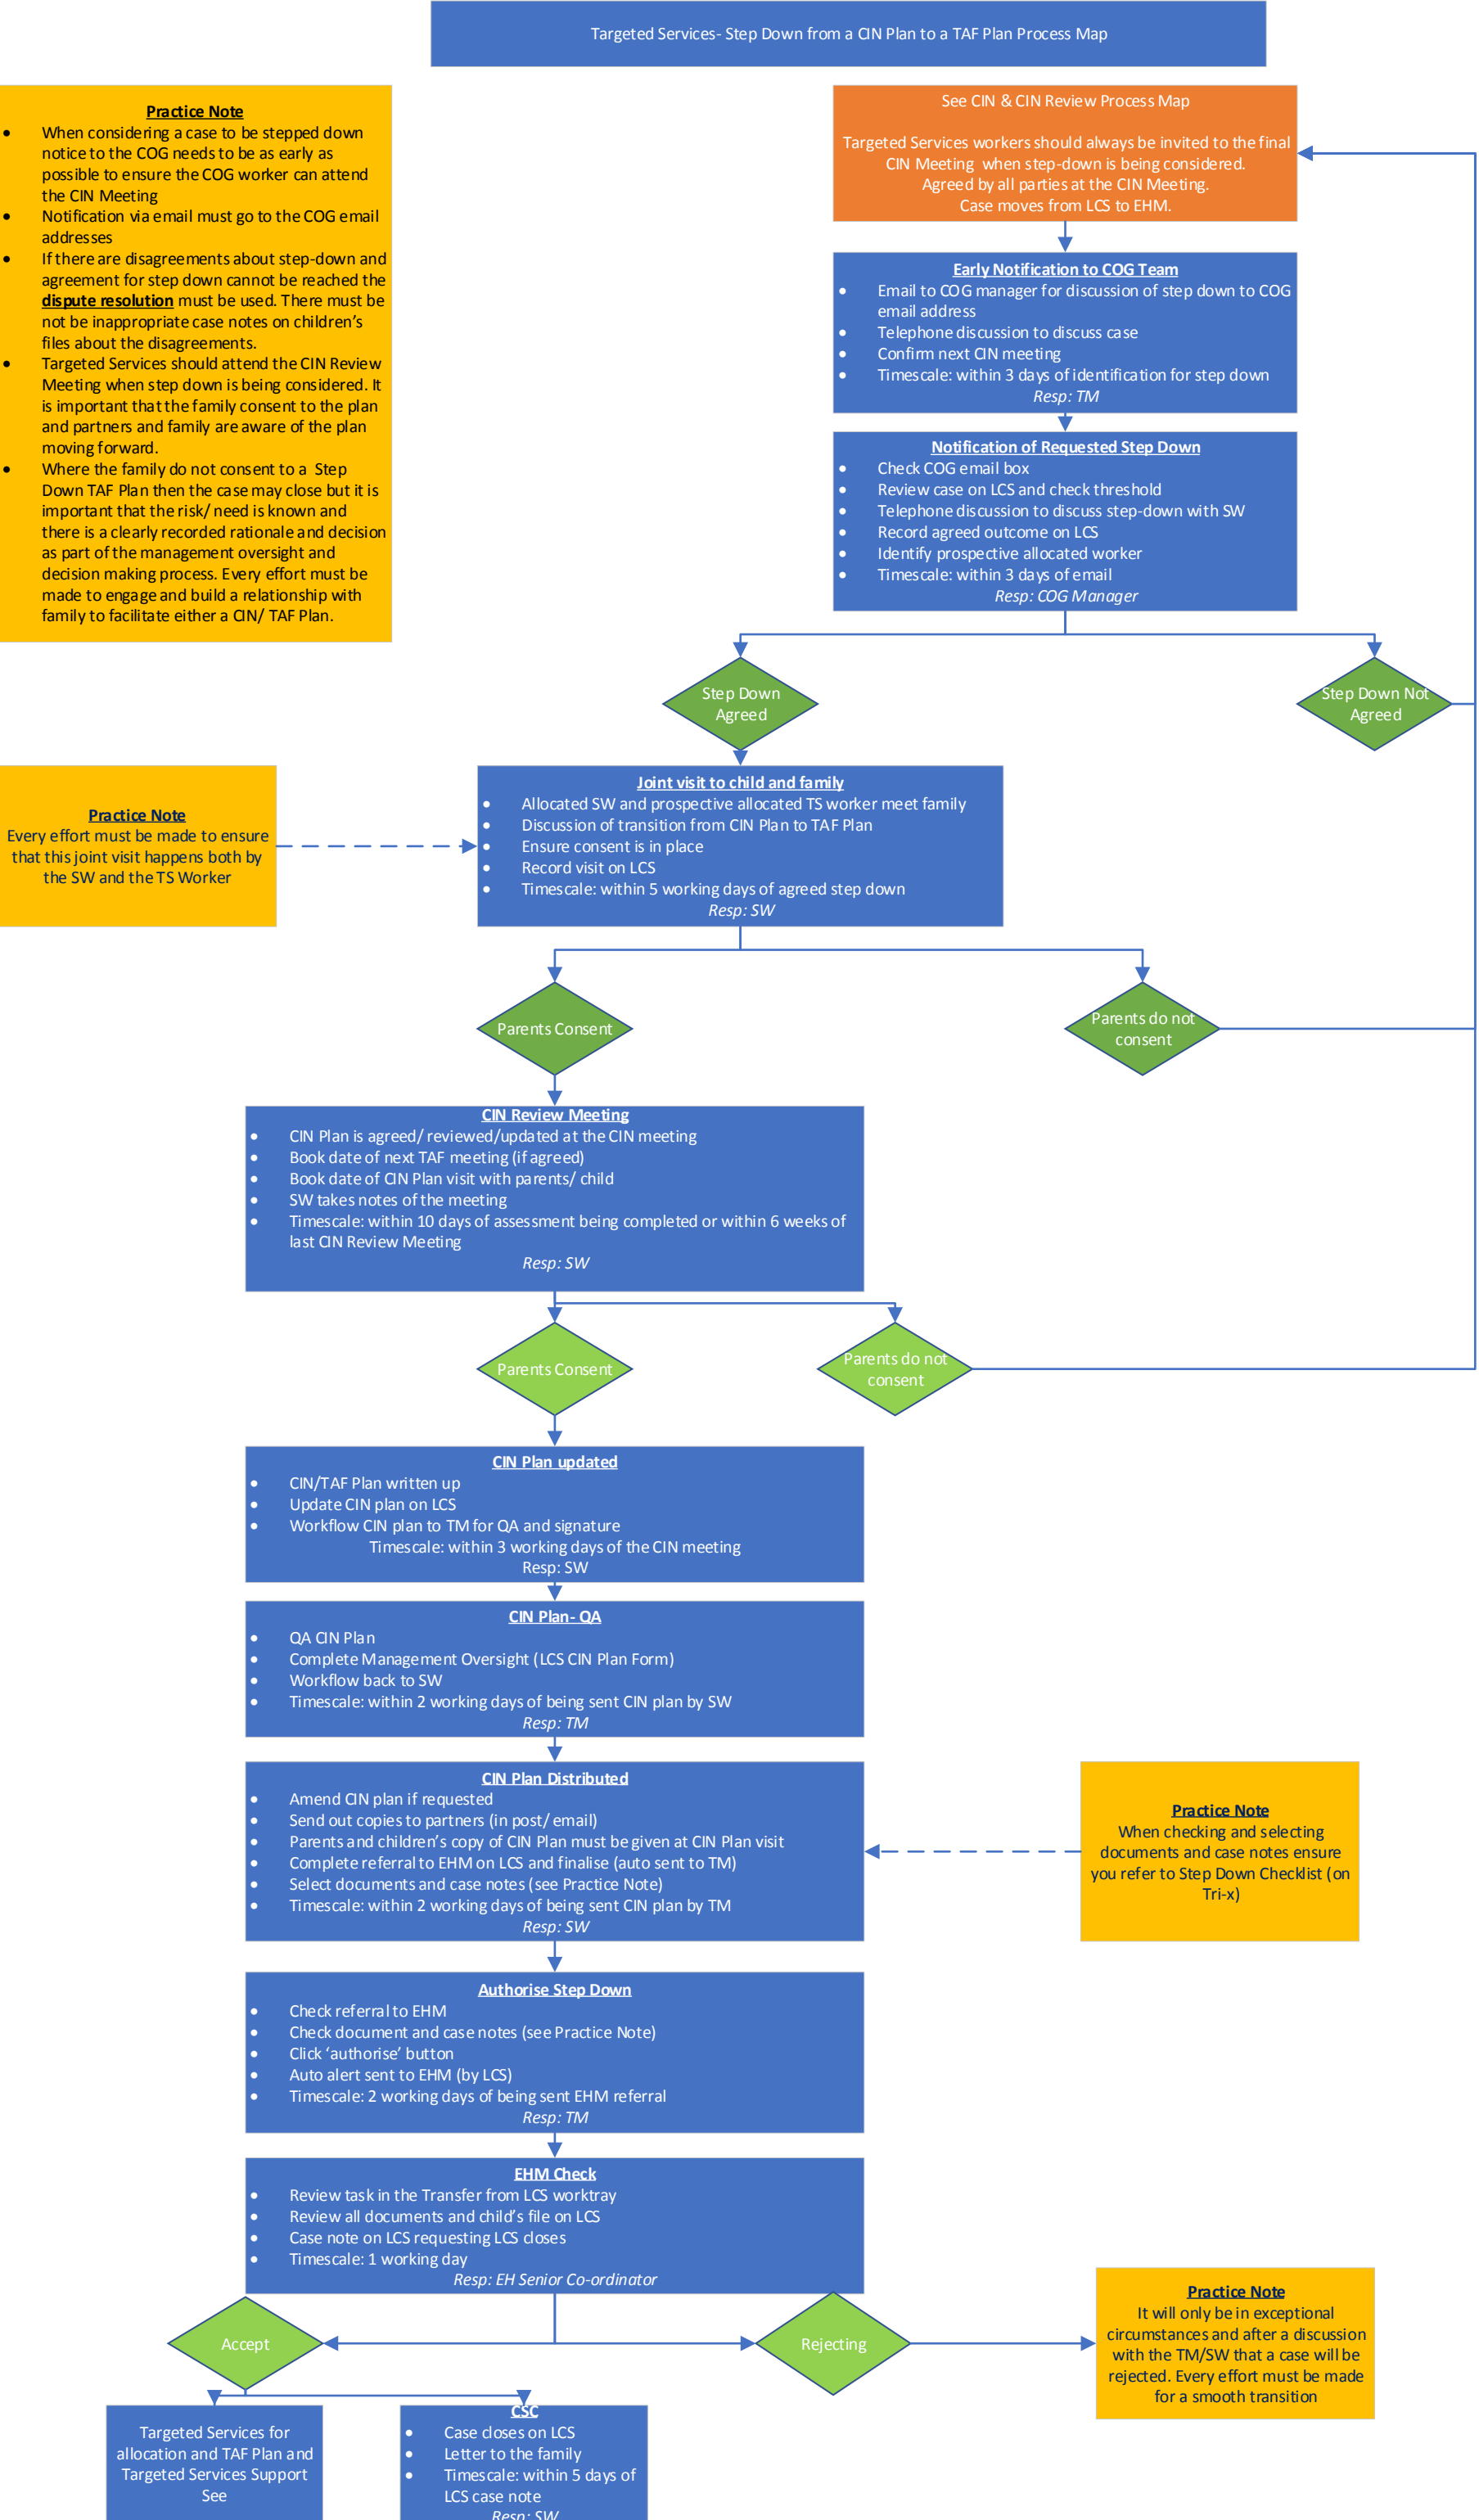 Targeted Services- Step Down from a CIN Plan to a TAF Plan Process Map
Practice Note
• When considering a case to be stepped down
notice to the COG needs to be as early as
possible to ensure the COG worker can attend
the CIN Meeting
• Notification via email must go to the COG email
addresses
• If there are disagreements about step-down and
agreement for step down cannot be reached the
dispute resolution must be used. There must be
not be inappropriate case notes on children’s
files about the disagreements.
• Targeted Services should attend the CIN Review
Meeting when step down is being considered. It
is important that the family consent to the plan
and partners and family are aware of the plan
moving forward.
• Where the family do not consent to a Step
Down TAF Plan then the case may close but it is
important that the risk/ need is known and
there is a clearly recorded rationale and decision
as part of the management oversight and
decision making process. Every effort must be
made to engage and build a relationship with
family to facilitate either a CIN/ TAF Plan.
See CIN & CIN Review Process Map
Targeted Services workers should always be invited to the final
CIN Meeting when step-down is being considered.
Agreed by all parties at the CIN Meeting.
Case moves from LCS to EHM.
Early Notification to COG Team
• Email to COG manager for discussion of step down to COG
email address
• Telephone discussion to discuss case
• Confirm next CIN meeting
• Timescale: within 3 days of identification for step down
Resp: TM
Notification of Requested Step Down
• Check COG email box
• Review case on LCS and check threshold
• Telephone discussion to discuss step-down with SW
• Record agreed outcome on LCS
• Identify prospective allocated worker
• Timescale: within 3 days of email
Resp: COG Manager
Step Down
Agreed
Step Down Not
Agreed
Practice Note
Every effort must be made to ensure
that this joint visit happens both by
the SW and the TS Worker
Joint visit to child and family
• Allocated SW and prospective allocated TS worker meet family
• Discussion of transition from CIN Plan to TAF Plan
• Ensure consent is in place
• Record visit on LCS
• Timescale: within 5 working days of agreed step down
Resp: SW
Parents Consent
Parents do not
consent
CIN Review Meeting
• CIN Plan is agreed/ reviewed/updated at the CIN meeting
• Book date of next TAF meeting (if agreed)
• Book date of CIN Plan visit with parents/ child
• SW takes notes of the meeting
• Timescale: within 10 days of assessment being completed or within 6 weeks of
last CIN Review Meeting
Resp: SW
Parents Consent
Parents do not
consent
CIN Plan updated
• CIN/TAF Plan written up
• Update CIN plan on LCS
• Workflow CIN plan to TM for QA and signature
Timescale: within 3 working days of the CIN meeting
Resp: SW
CIN Plan- QA
• QA CIN Plan
• Complete Management Oversight (LCS CIN Plan Form)
• Workflow back to SW
• Timescale: within 2 working days of being sent CIN plan by SW
Resp: TM
CIN Plan Distributed
• Amend CIN plan if requested
• Send out copies to partners (in post/ email)
• Parents and children’s copy of CIN Plan must be given at CIN Plan visit
• Complete referral to EHM on LCS and finalise (auto sent to TM)
• Select documents and case notes (see Practice Note)
• Timescale: within 2 working days of being sent CIN plan by TM
Resp: SW
Practice Note
When checking and selecting
documents and case notes ensure
you refer to Step Down Checklist (on
Tri-x)
Authorise Step Down
• Check referral to EHM
• Check document and case notes (see Practice Note)
• Click ‘authorise’ button
• Auto alert sent to EHM (by LCS)
• Timescale: 2 working days of being sent EHM referral
Resp: TM
EHM Check
• Review task in the Transfer from LCS worktray
• Review all documents and child’s file on LCS
• Case note on LCS requesting LCS closes
• Timescale: 1 working day
Resp: EH Senior Co-ordinator
Accept
Rejecting
Practice Note
It will only be in exceptional
circumstances and after a discussion
with the TM/SW that a case will be
rejected. Every effort must be made
for a smooth transition
Targeted Services for
allocation and TAF Plan and
Targeted Services Support
See
CSC
• Case closes on LCS
• Letter to the family
• Timescale: within 5 days of
LCS case note
Resp: SW